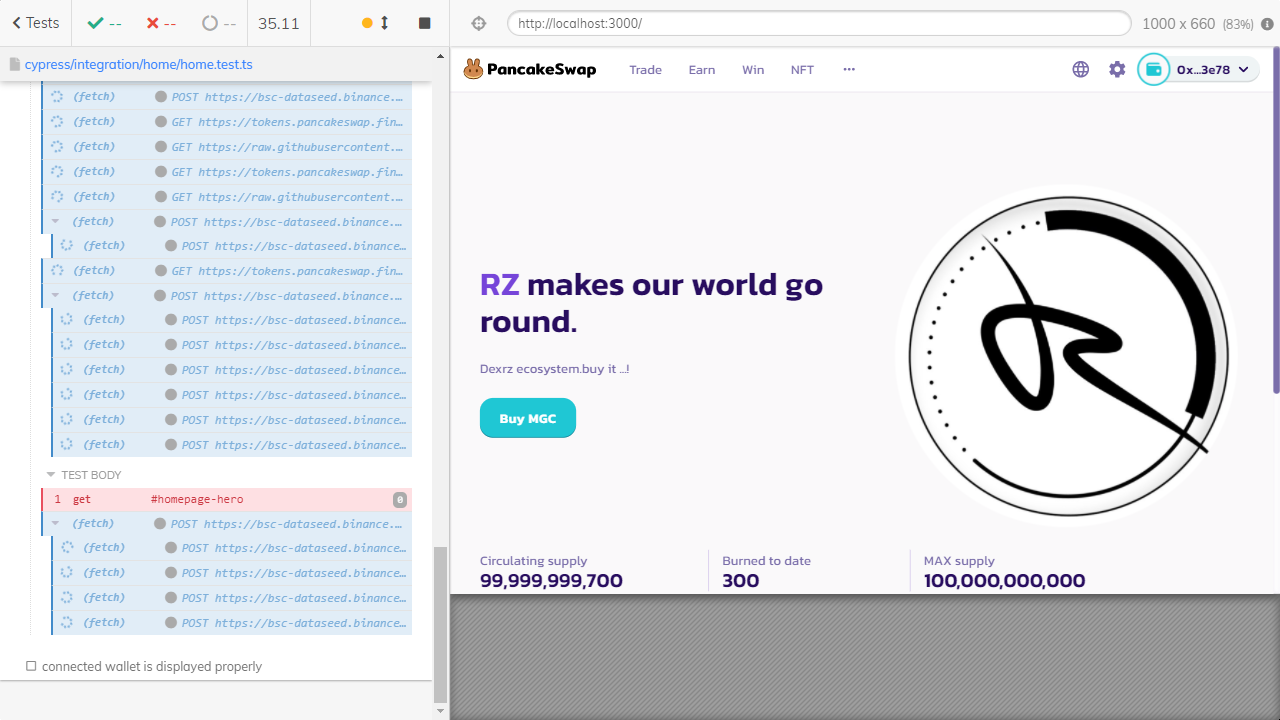 Tests
--
--
--
35.11
http://localhost:3000/
1000 x 660 (83%)
cypress/integration/home/home.test.ts
(fetch) POST https://bsc-dataseed.binance.…
(fetch) GET https://tokens.pancakeswap.fin…
(fetch) GET https://raw.githubusercontent.…
(fetch) GET https://tokens.pancakeswap.fin…
(fetch) GET https://raw.githubusercontent.…
(fetch) POST https://bsc-dataseed.binance.…
(fetch) POST https://bsc-dataseed.binance…
(fetch) GET https://tokens.pancakeswap.fin…
(fetch) POST https://bsc-dataseed.binance.…
(fetch) POST https://bsc-dataseed.binance…
(fetch) POST https://bsc-dataseed.binance…
(fetch) POST https://bsc-dataseed.binance…
(fetch) POST https://bsc-dataseed.binance…
(fetch) POST https://bsc-dataseed.binance…
(fetch) POST https://bsc-dataseed.binance…
TEST BODY
1 get #homepage-hero 0
(fetch) POST https://bsc-dataseed.binance.…
(fetch) POST https://bsc-dataseed.binance…
(fetch) POST https://bsc-dataseed.binance…
(fetch) POST https://bsc-dataseed.binance…
(fetch) POST https://bsc-dataseed.binance…
connected wallet is displayed properly
PancakeSwap
Trade
Earn
Win
NFT
0x...3e78
RZ makes our world go
round.
Dexrz ecosystem.buy it ...!
Buy MGC
Circulating supply
99,999,999,700
Burned to date
300
MAX supply
100,000,000,000